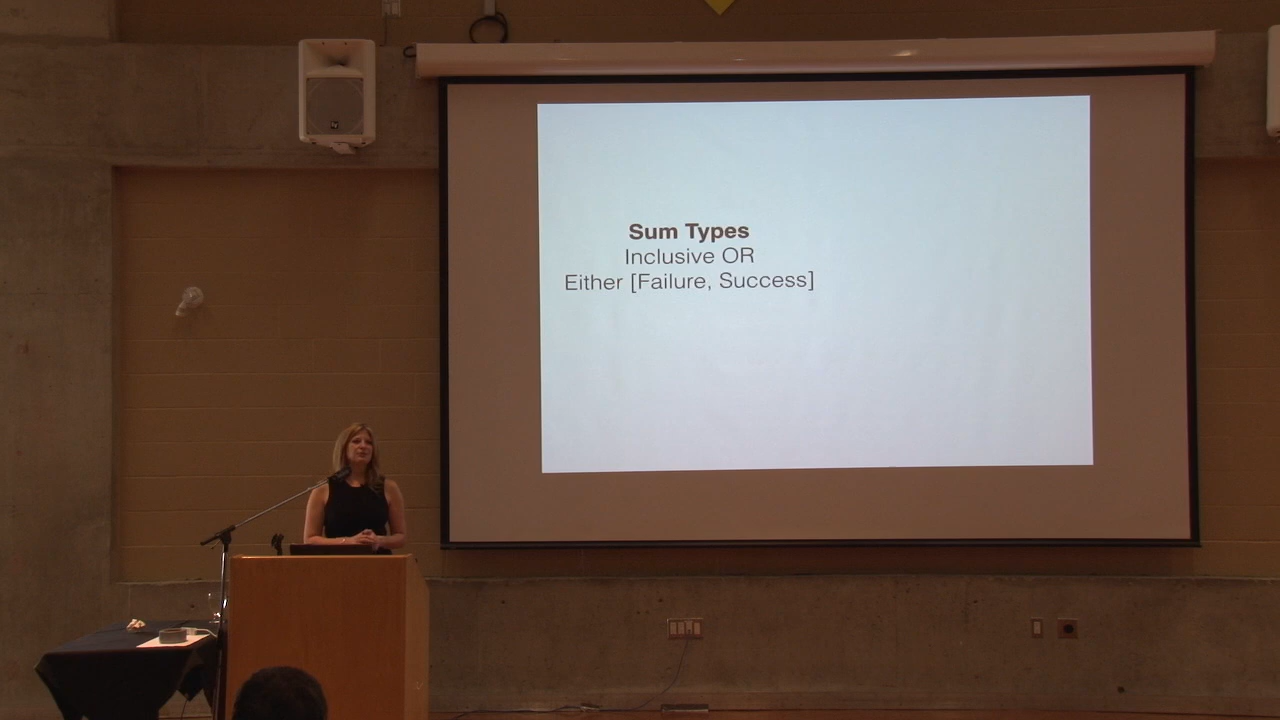 Sum Types
Inclusive OR
Either [Failure, Success]